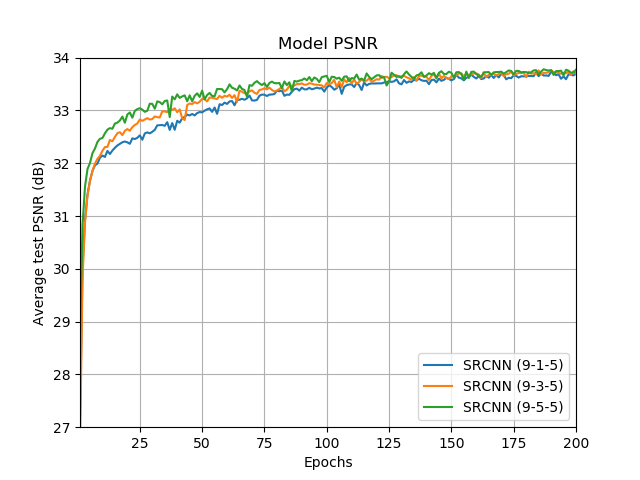 Model PSNR
Average test PSNR (dB)
34
33
32
31
30
29
28
27
25
50
75
100
125
150
175
200
Epochs
SRCNN (9-1-5)
SRCNN (9-3-5)
SRCNN (9-5-5)